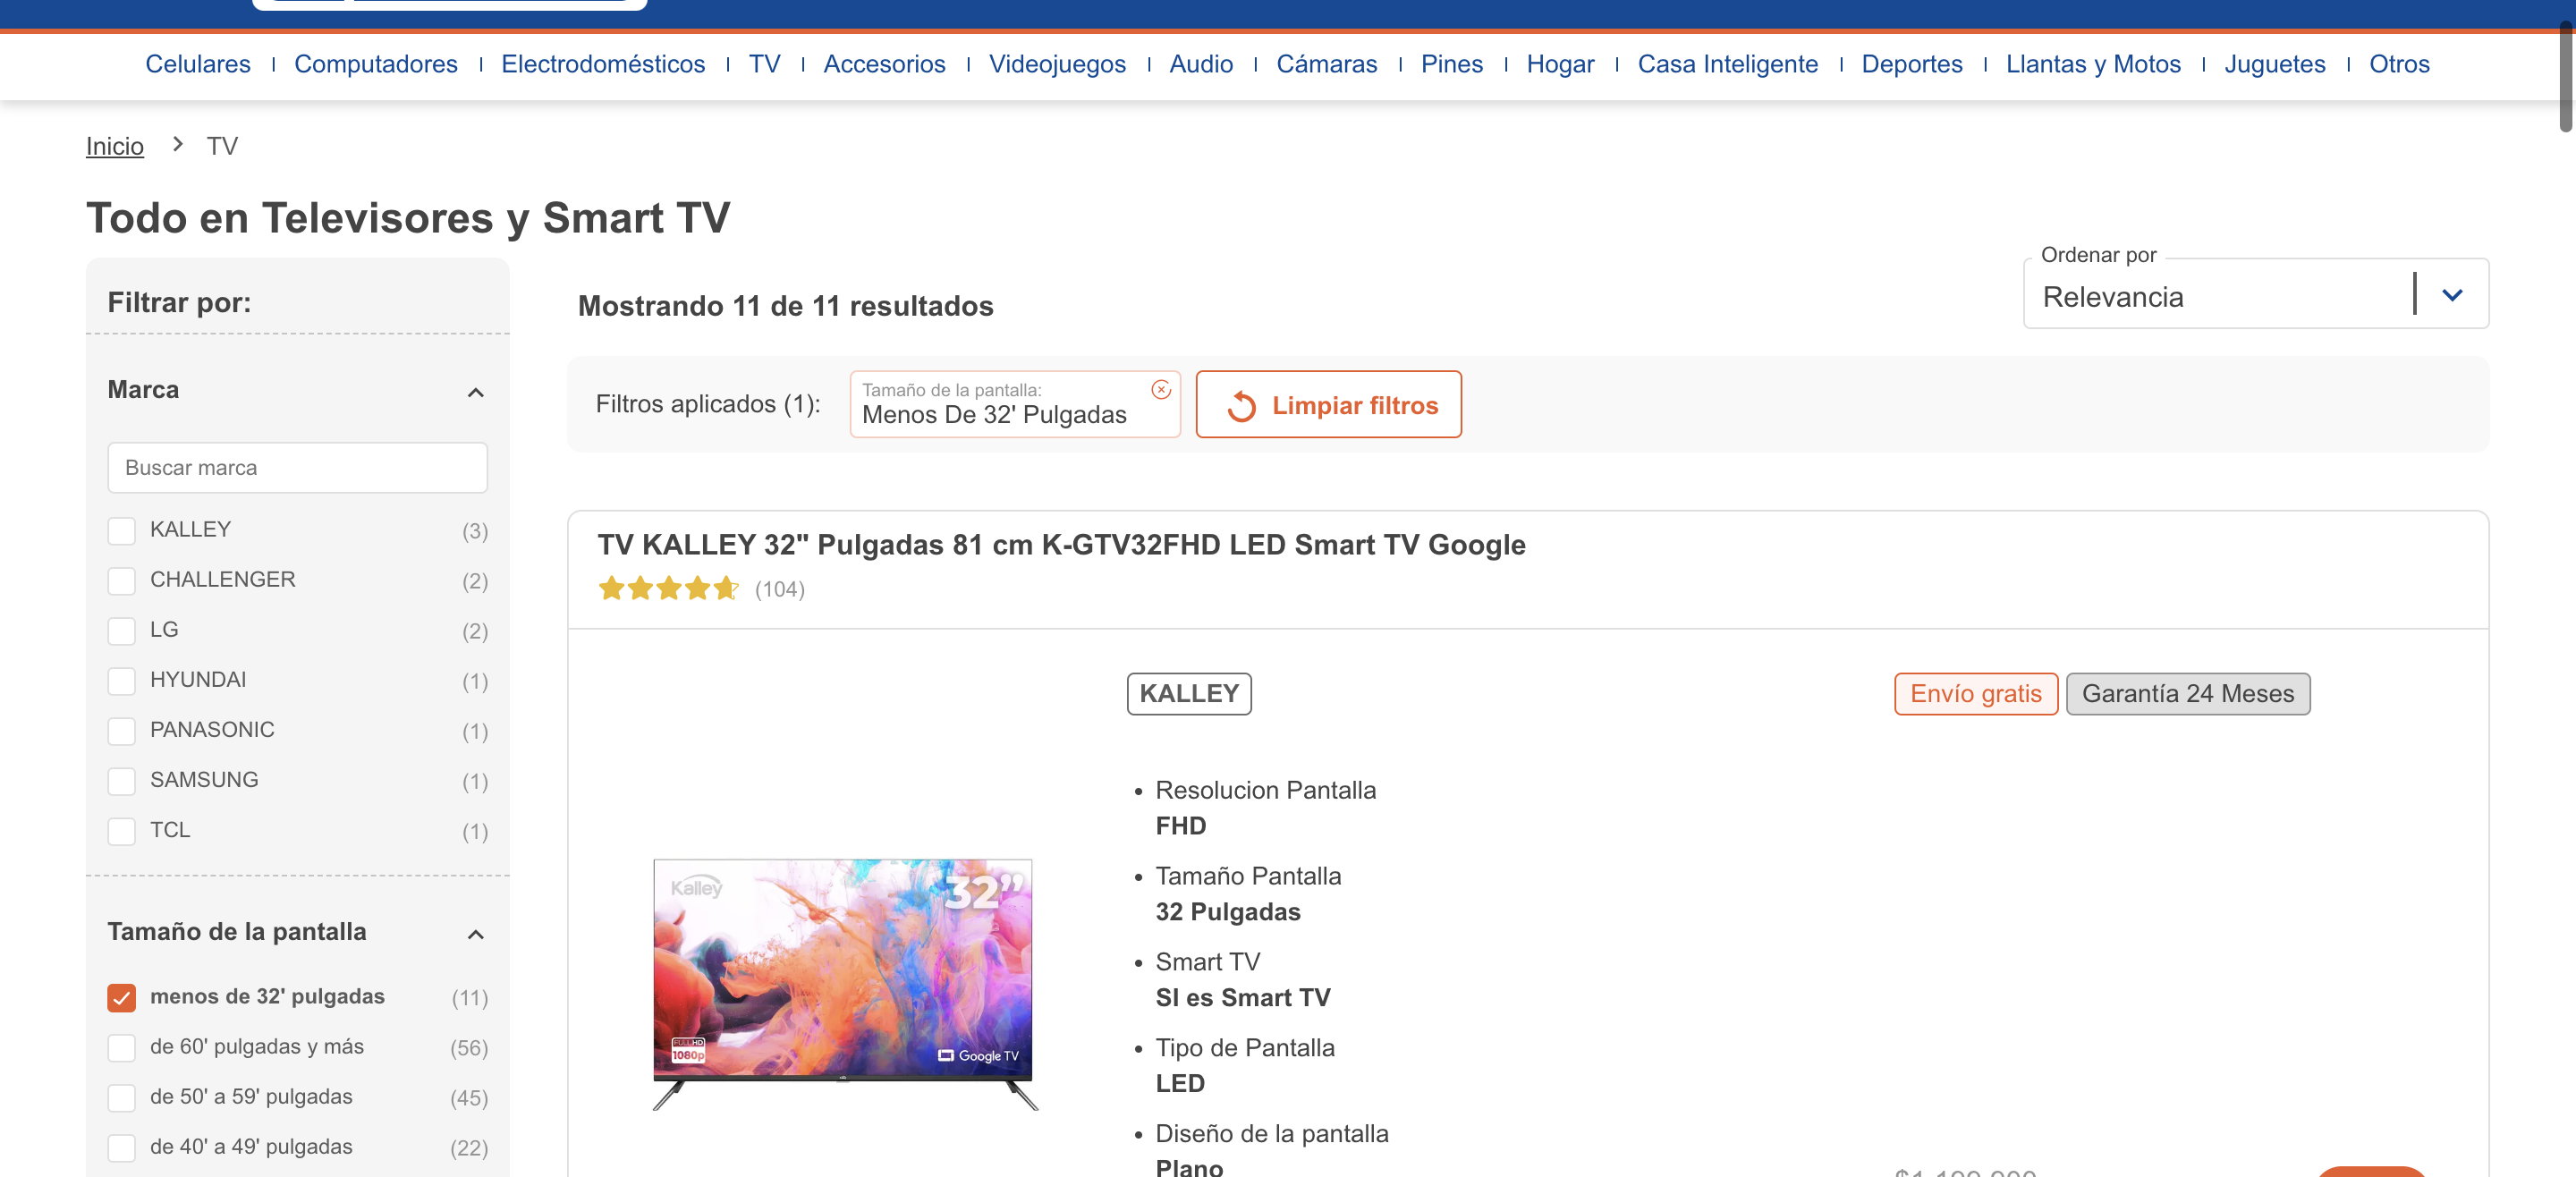 Celulares Computadores Electrodomésticos TV Accesorios Videojuegos Audio Cámaras Pines Hogar Casa Inteligente Deportes Llantas y Motos Juguetes Otros
Inicio > TV
Todo en Televisores y Smart TV
Filtrar por:
Marca
Buscar marca
KALLEY (3)
CHALLENGER (2)
LG (2)
HYUNDAI (1)
PANASONIC (1)
SAMSUNG (1)
TCL (1)
Tamaño de la pantalla
menos de 32' pulgadas (11)
de 60' pulgadas y más (56)
de 50' a 59' pulgadas (45)
de 40' a 49' pulgadas (22)
Mostrando 11 de 11 resultados
Ordenar por
Relevancia
Filtros aplicados (1):
Tamaño de la pantalla:
Menos De 32' Pulgadas
Limpiar filtros
TV KALLEY 32" Pulgadas 81 cm K-GTV32FHD LED Smart TV Google
(104)
Kalley
32”
FULL HD
1080p
Google TV
KALLEY
Envío gratis
Garantía 24 Meses
Resolucion Pantalla
FHD
Tamaño Pantalla
32 Pulgadas
Smart TV
SI es Smart TV
Tipo de Pantalla
LED
Diseño de la pantalla
Plano